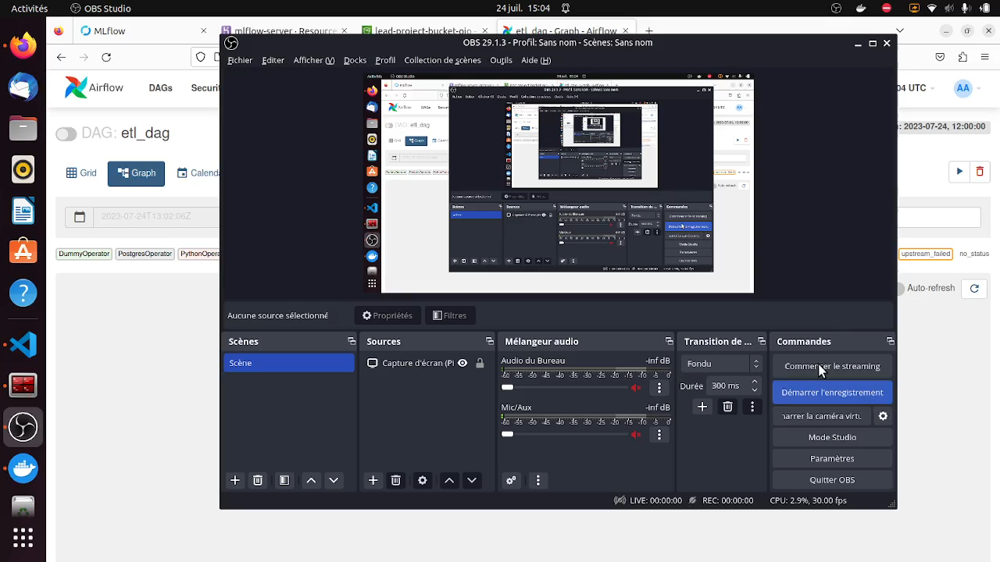 Activités
OBS Studio
24 juil. 15:04
MLflow
mlflow-server · Resource
lead-project-bucket-pjo
etl_dag - Graph - Airflow
OBS 29.1.3 - Profil: Sans nom - Scènes: Sans nom
Fichier
Editer
Afficher (V)
Docks
Profil
Collection de scènes
Outils
Aide (H)
Airflow
DAGs
Securi
04 UTC
AA
DAG: etl_dag
: 2023-07-24, 12:00:00
Grid
Graph
Calenda
2023-07-24T13:02:06Z
DummyOperator
PostgresOperator
PythonOpera
upstream_failed
no_status
Auto-refresh
Aucune source sélectionné
Propriétés
Filtres
Scènes
Sources
Mélangeur audio
Transition de ...
Commandes
Scène
Capture d'écran (Pi
Audio du Bureau
-inf dB
-60 -55 -50 -45 -40 -35 -30 -25 -20 -15 -10 -5 0
Mic/Aux
-inf dB
-60 -55 -50 -45 -40 -35 -30 -25 -20 -15 -10 -5 0
Fondu
Durée
300 ms
Commencer le streaming
Démarrer l'enregistrement
narrer la caméra virtu
Mode Studio
Paramètres
Quitter OBS
LIVE: 00:00:00
REC: 00:00:00
CPU: 2.9%, 30.00 fps